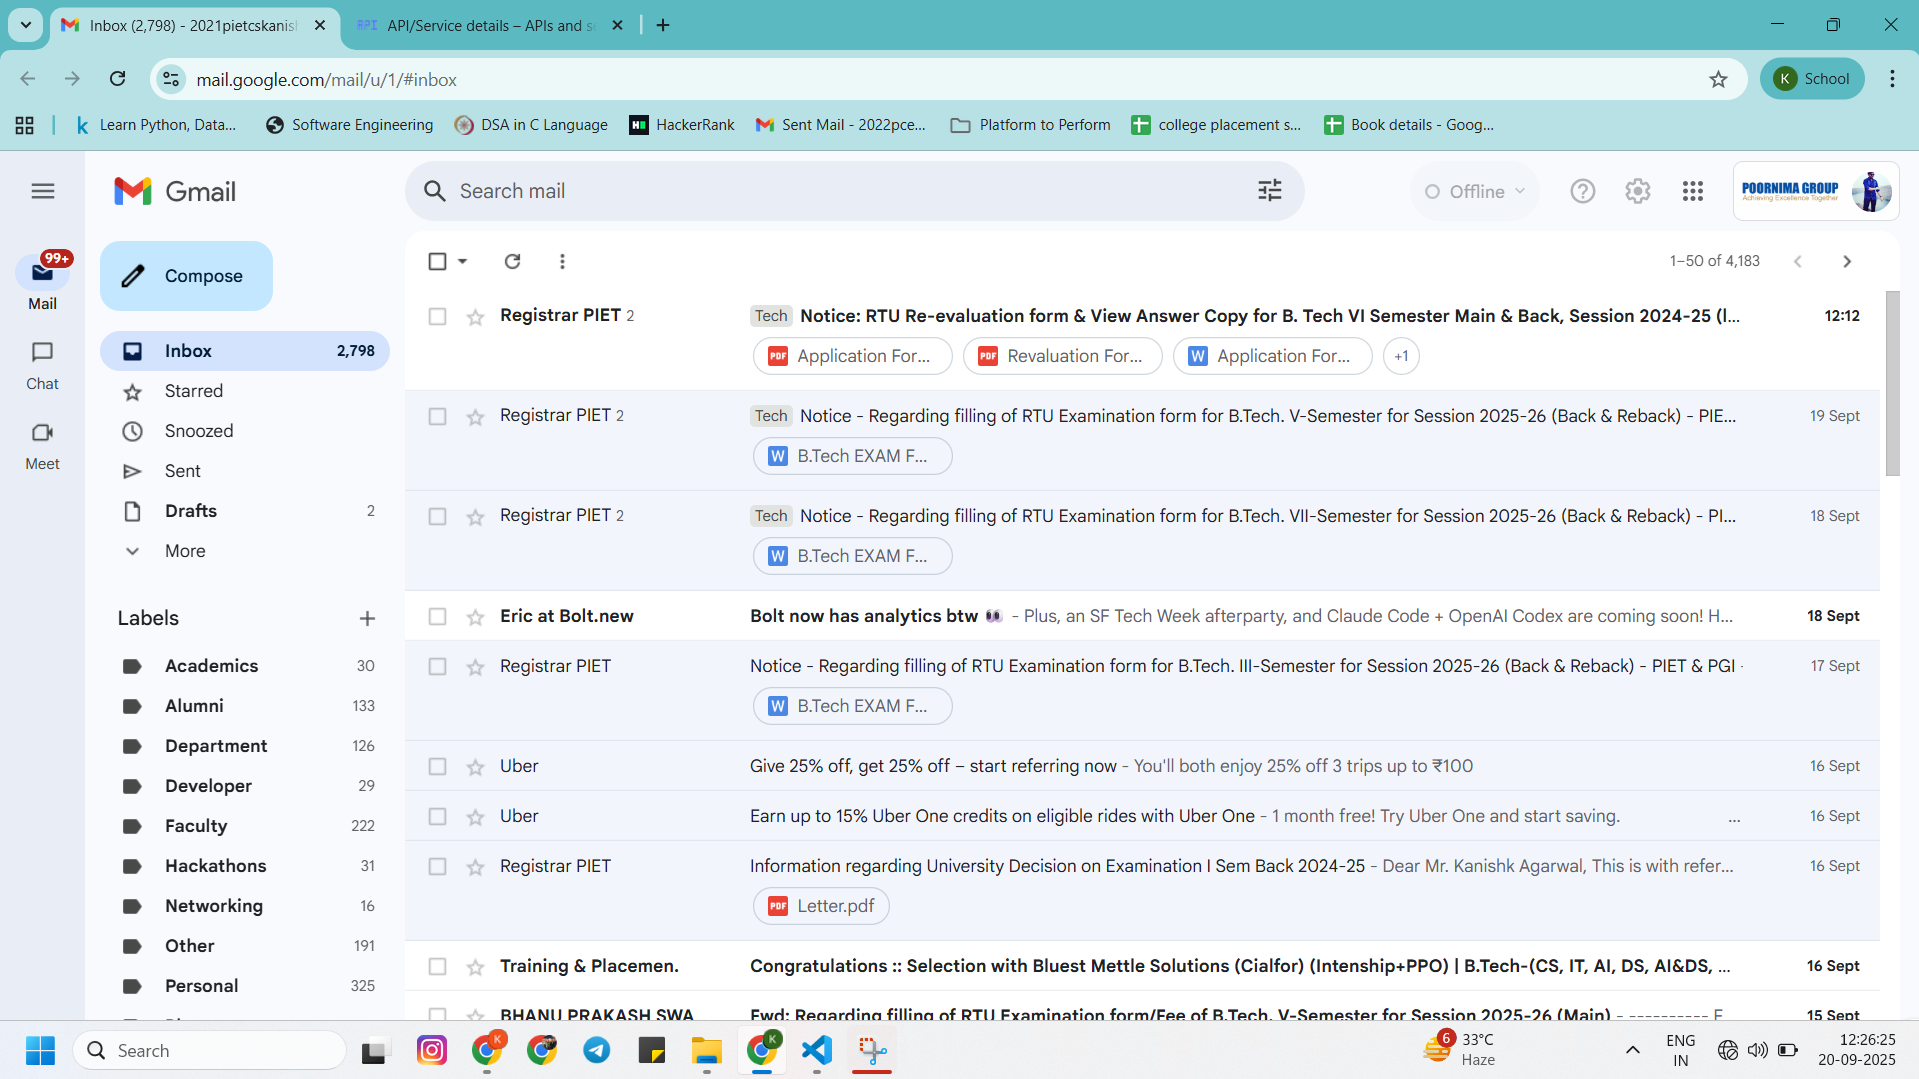 Inbox (2,798) - 2021pietcskanish
API/Service details – APIs and se
mail.google.com/mail/u/1/#inbox
K School
Learn Python, Data...
Software Engineering
DSA in C Language
HackerRank
Sent Mail - 2022pce...
Platform to Perform
college placement s...
Book details - Goog...
Gmail
Search mail
Offline
POORNIMA GROUP
Achieving Excellence Together
99+
Mail
Chat
Meet
Compose
Inbox 2,798
Starred
Snoozed
Sent
Drafts 2
More
Labels
Academics 30
Alumni 133
Department 126
Developer 29
Faculty 222
Hackathons 31
Networking 16
Other 191
Personal 325
1–50 of 4,183
Registrar PIET 2 Tech Notice: RTU Re-evaluation form & View Answer Copy for B. Tech VI Semester Main & Back, Session 2024-25 (I... 12:12
PDF Application For... PDF Revaluation For... W Application For... +1
Registrar PIET 2 Tech Notice - Regarding filling of RTU Examination form for B.Tech. V-Semester for Session 2025-26 (Back & Reback) - PIE... 19 Sept
W B.Tech EXAM F...
Registrar PIET 2 Tech Notice - Regarding filling of RTU Examination form for B.Tech. VII-Semester for Session 2025-26 (Back & Reback) - PI... 18 Sept
W B.Tech EXAM F...
Eric at Bolt.new Bolt now has analytics btw 👀 - Plus, an SF Tech Week afterparty, and Claude Code + OpenAI Codex are coming soon! H... 18 Sept
Registrar PIET Notice - Regarding filling of RTU Examination form for B.Tech. III-Semester for Session 2025-26 (Back & Reback) - PIET & PGI - 17 Sept
W B.Tech EXAM F...
Uber Give 25% off, get 25% off – start referring now - You'll both enjoy 25% off 3 trips up to ₹100 16 Sept
Uber Earn up to 15% Uber One credits on eligible rides with Uber One - 1 month free! Try Uber One and start saving. ... 16 Sept
Registrar PIET Information regarding University Decision on Examination I Sem Back 2024-25 - Dear Mr. Kanishk Agarwal, This is with refer... 16 Sept
PDF Letter.pdf
Training & Placemen. Congratulations :: Selection with Bluest Mettle Solutions (Cialfor) (Intenship+PPO) | B.Tech-(CS, IT, AI, DS, AI&DS, ... 16 Sept
BHANU PRAKASH SWA Fwd: Regarding filling of RTU Examination form/Fee of B.Tech. V-Semester for Session 2025-26 (Main) - ---------- F 15 Sept
Search
6
33°C
Haze
ENG
IN
12:26:25
20-09-2025